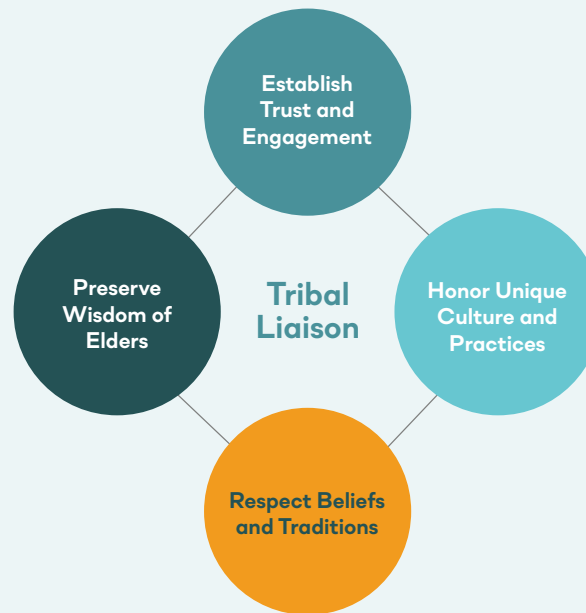 Establish
Trust and
Engagement
Preserve
Wisdom of
Elders
Tribal
Liaison
Honor Unique
Culture and
Practices
Respect Beliefs
and Traditions